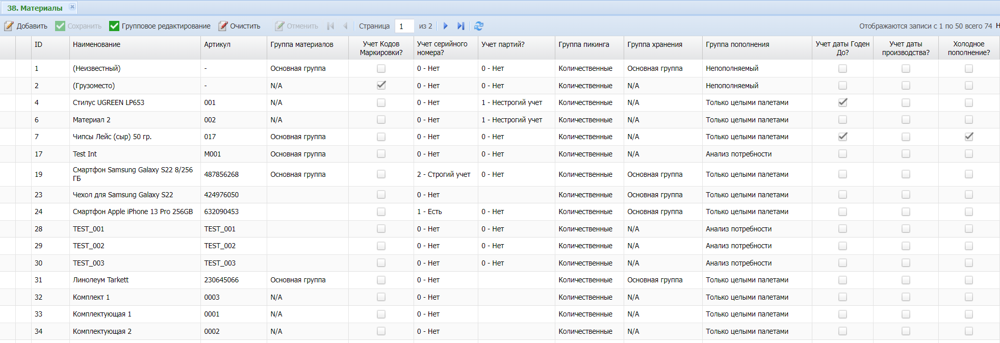 38. Материалы
Добавить Сохранить Групповое редактирование Очистить Отменить Страница 1 из 2 Отображаются записи с 1 по 50 всего 74 Н
ID Наименование Артикул Группа материалов Учет Кодов Маркировки? Учет серийного номера? Учет партий? Группа пикинга Группа хранения Группа пополнения Учет даты Годен До? Учет даты производства? Холодное пополнение?
1 (Неизвестный) - Основная группа 0 - Нет 0 - Нет Количественные Основная группа Непополняемый
2 (Грузоместо) - N/A 0 - Нет 0 - Нет Количественные N/A Непополняемый
4 Стилус UGREEN LP653 001 N/A 0 - Нет 1 - Нестрогий учет Количественные N/A Только целыми палетами
6 Материал 2 002 N/A 0 - Нет 1 - Нестрогий учет Количественные N/A Только целыми палетами
7 Чипсы Лейс (сыр) 50 гр. 017 Основная группа 0 - Нет 0 - Нет Количественные N/A Только целыми палетами
17 Test Int M001 Основная группа 0 - Нет 0 - Нет Количественные N/A Анализ потребности
19 Смартфон Samsung Galaxy S22 8/256 ГБ 487856268 Основная группа 2 - Строгий учет 0 - Нет Количественные Основная группа Только целыми палетами
23 Чехол для Samsung Galaxy S22 424976050 0 - Нет Количественные Основная группа Только целыми палетами
24 Смартфон Apple iPhone 13 Pro 256GB 632090453 1 - Есть 0 - Нет Количественные Основная группа Только целыми палетами
28 TEST_001 TEST_001 0 - Нет 0 - Нет Количественные N/A Анализ потребности
29 TEST_002 TEST_002 0 - Нет 0 - Нет Количественные N/A Анализ потребности
30 TEST_003 TEST_003 0 - Нет 0 - Нет Количественные N/A Анализ потребности
31 Линолеум Tarkett 230645066 Основная группа 0 - Нет Количественные Основная группа Только целыми палетами
32 Комплект 1 0003 N/A 0 - Нет Количественные N/A Только целыми палетами
33 Комплектующая 1 0001 N/A 0 - Нет Количественные N/A Только целыми палетами
34 Комплектующая 2 0002 N/A 0 - Нет Количественные N/A Только целыми палетами